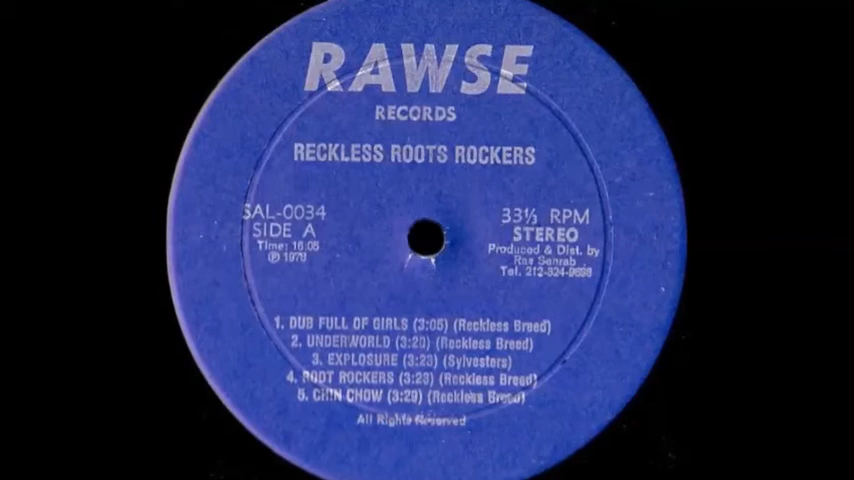 RAWSE
RECORDS
RECKLESS ROOTS ROCKERS
SAL-0034
SIDE A
Time: 16:05
℗ 1978
33⅓ RPM
STEREO
Produced & Dist. by
Ras Sehrab
Tel. 212-324-9698
1. DUB FULL OF GIRLS (3:05) (Reckless Breed)
2. UNDERWORLD (3:20) (Reckless Breed)
3. EXPLOSURE (3:23) (Sylvesters)
4. ROOT ROCKERS (3:23) (Reckless Breed)
5. CHIN CHOW (3:29) (Reckless Breed)
All Rights Reserved